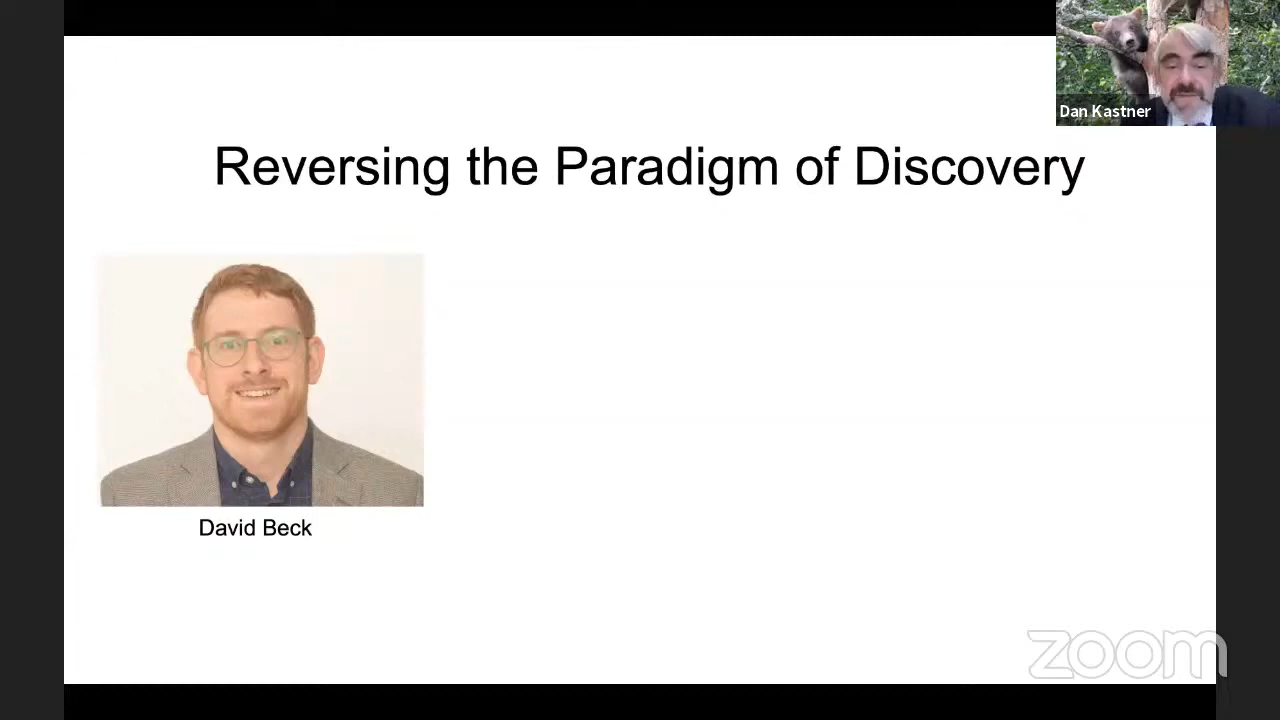 Dan Kastner
Reversing the Paradigm of Discovery
David Beck
zoom